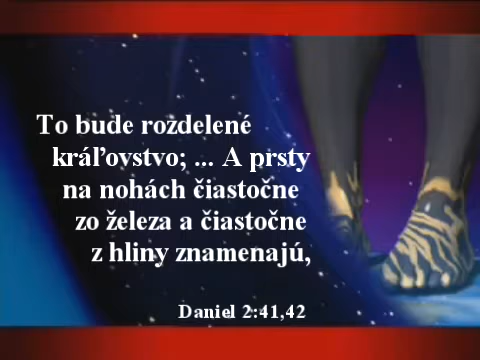 To bude rozdelené
kráľovstvo; ... A prsty
na nohách čiastočne
zo železa a čiastočne
z hliny znamenajú,
Daniel 2:41,42